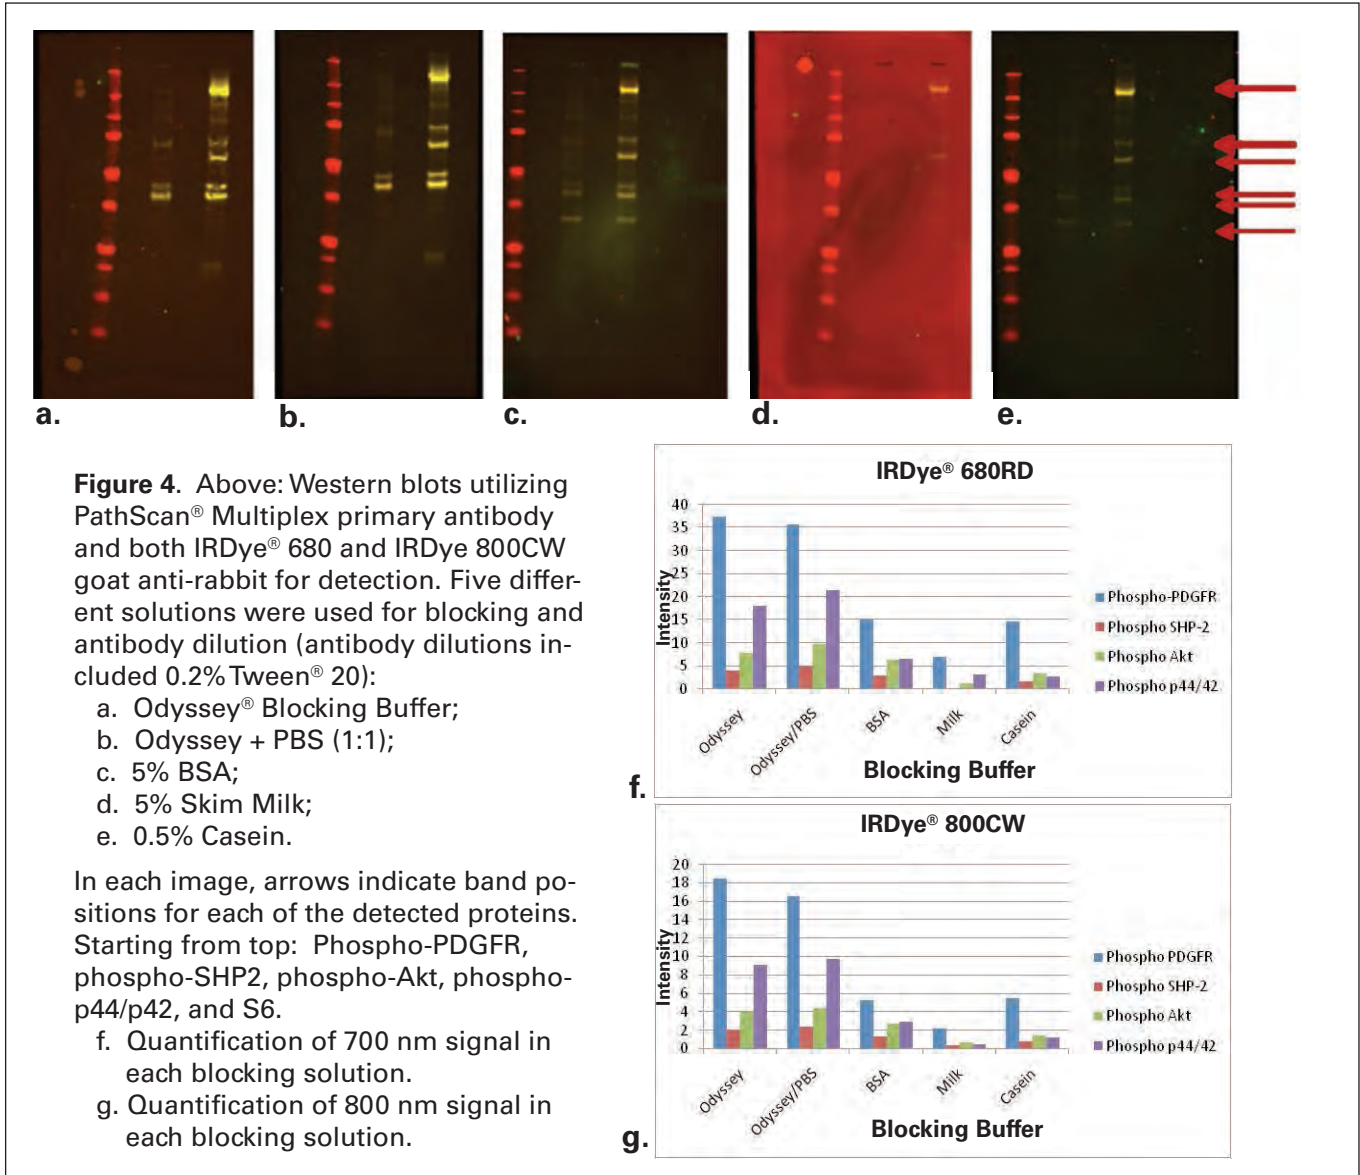 a.
b.
c.
d.
e.
Figure 4. Above: Western blots utilizing
PathScan® Multiplex primary antibody
and both IRDye® 680 and IRDye 800CW
goat anti-rabbit for detection. Five differ-
ent solutions were used for blocking and
antibody dilution (antibody dilutions in-
cluded 0.2% Tween® 20):
a. Odyssey® Blocking Buffer;
b. Odyssey + PBS (1:1);
c. 5% BSA;
d. 5% Skim Milk;
e. 0.5% Casein.
In each image, arrows indicate band po-
sitions for each of the detected proteins.
Starting from top: Phospho-PDGFR,
phospho-SHP2, phospho-Akt, phospho-
p44/p42, and S6.
f. Quantification of 700 nm signal in
each blocking solution.
g. Quantification of 800 nm signal in
each blocking solution.
IRDye® 680RD
40
35
30
25
20
15
10
5
0
Intensity
Odyssey
Odyssey/PBS
BSA
Milk
Casein
Blocking Buffer
Phospho-PDGFR
Phospho SHP-2
Phospho Akt
Phospho p44/42
f.
IRDye® 800CW
20
18
16
14
12
10
8
6
4
2
0
Intensity
Odyssey
Odyssey/PBS
BSA
Milk
Casein
Blocking Buffer
Phospho PDGFR
Phospho SHP-2
Phospho Akt
Phospho p44/42
g.